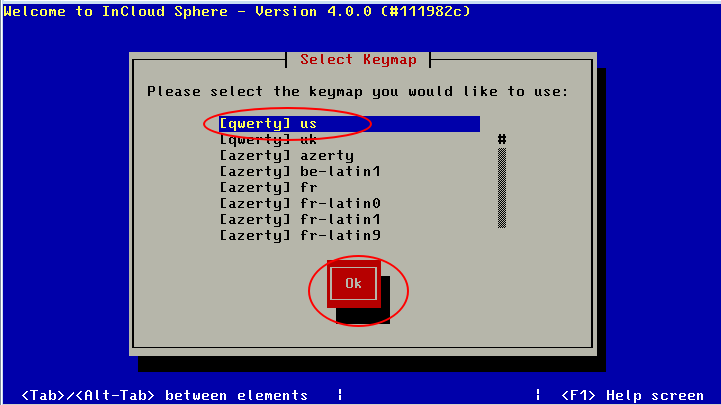 Welcome to InCloud Sphere - Version 4.0.0 (#111982c)
Select Keymap
Please select the keymap you would like to use:
[qwerty] us
[qwerty] uk #
[azerty] azerty
[azerty] be-latin1
[azerty] fr
[azerty] fr-latin0
[azerty] fr-latin1
[azerty] fr-latin9
Ok
<Tab>/<Alt-Tab> between elements | | <F1> Help screen